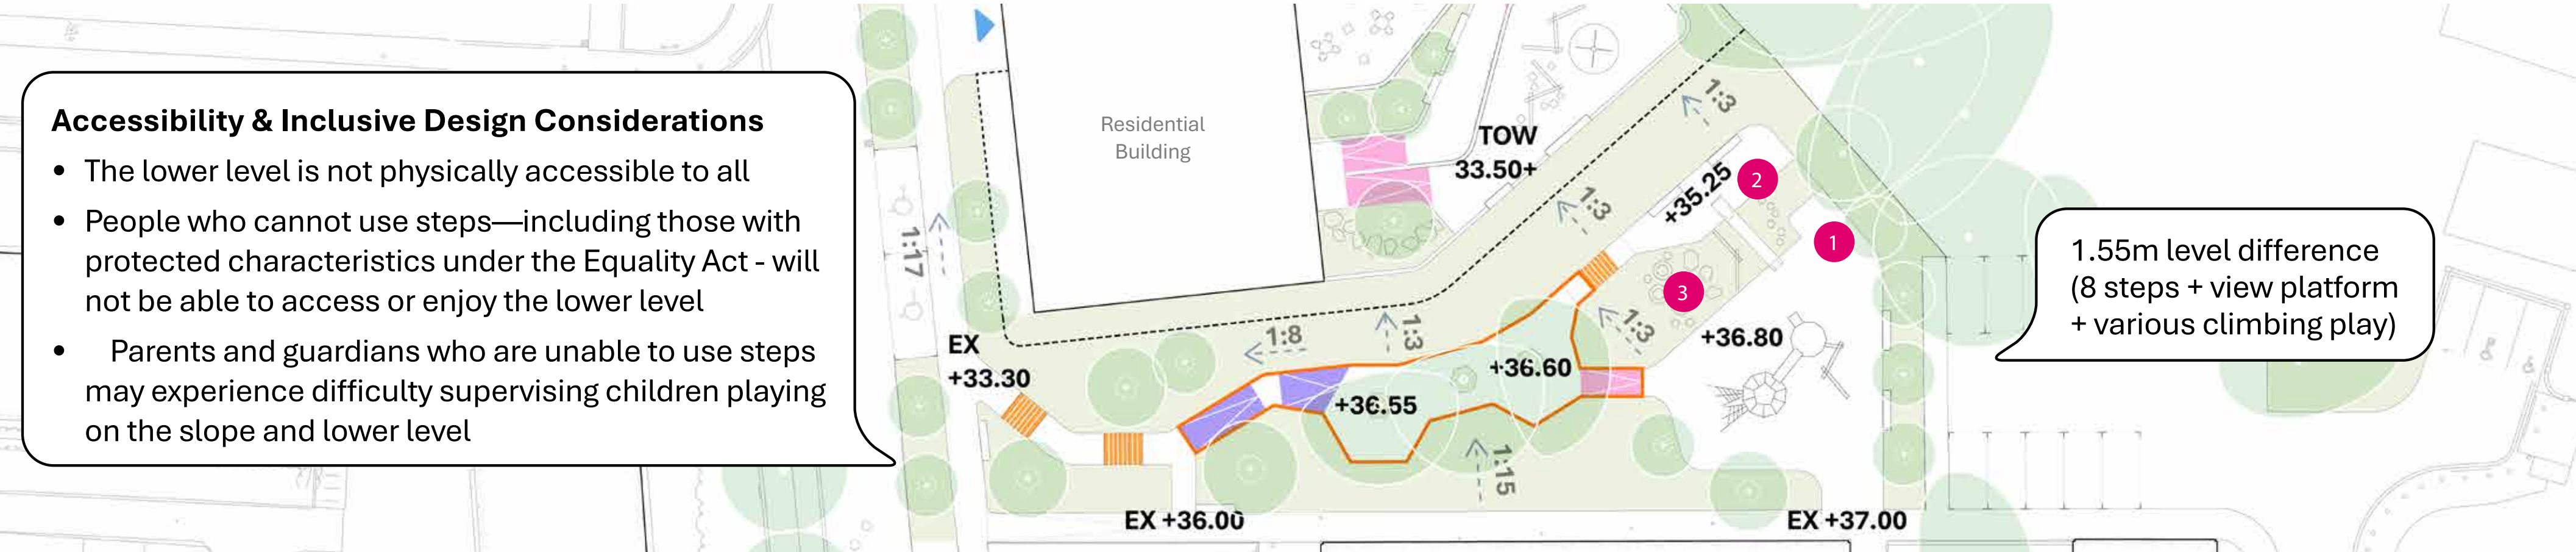 Accessibility & Inclusive Design Considerations
• The lower level is not physically accessible to all
• People who cannot use steps—including those with
protected characteristics under the Equality Act - will
not be able to access or enjoy the lower level
• Parents and guardians who are unable to use steps
may experience difficulty supervising children playing
on the slope and lower level
1:17
EX
+33.30
Residential
Building
TOW
33.50+
1:3
1:3
+35.25
2
1
3
1:3
+36.80
1:8
1:3
+36.60
+36.55
1:15
EX +36.00
EX +37.00
1.55m level difference
(8 steps + view platform
+ various climbing play)